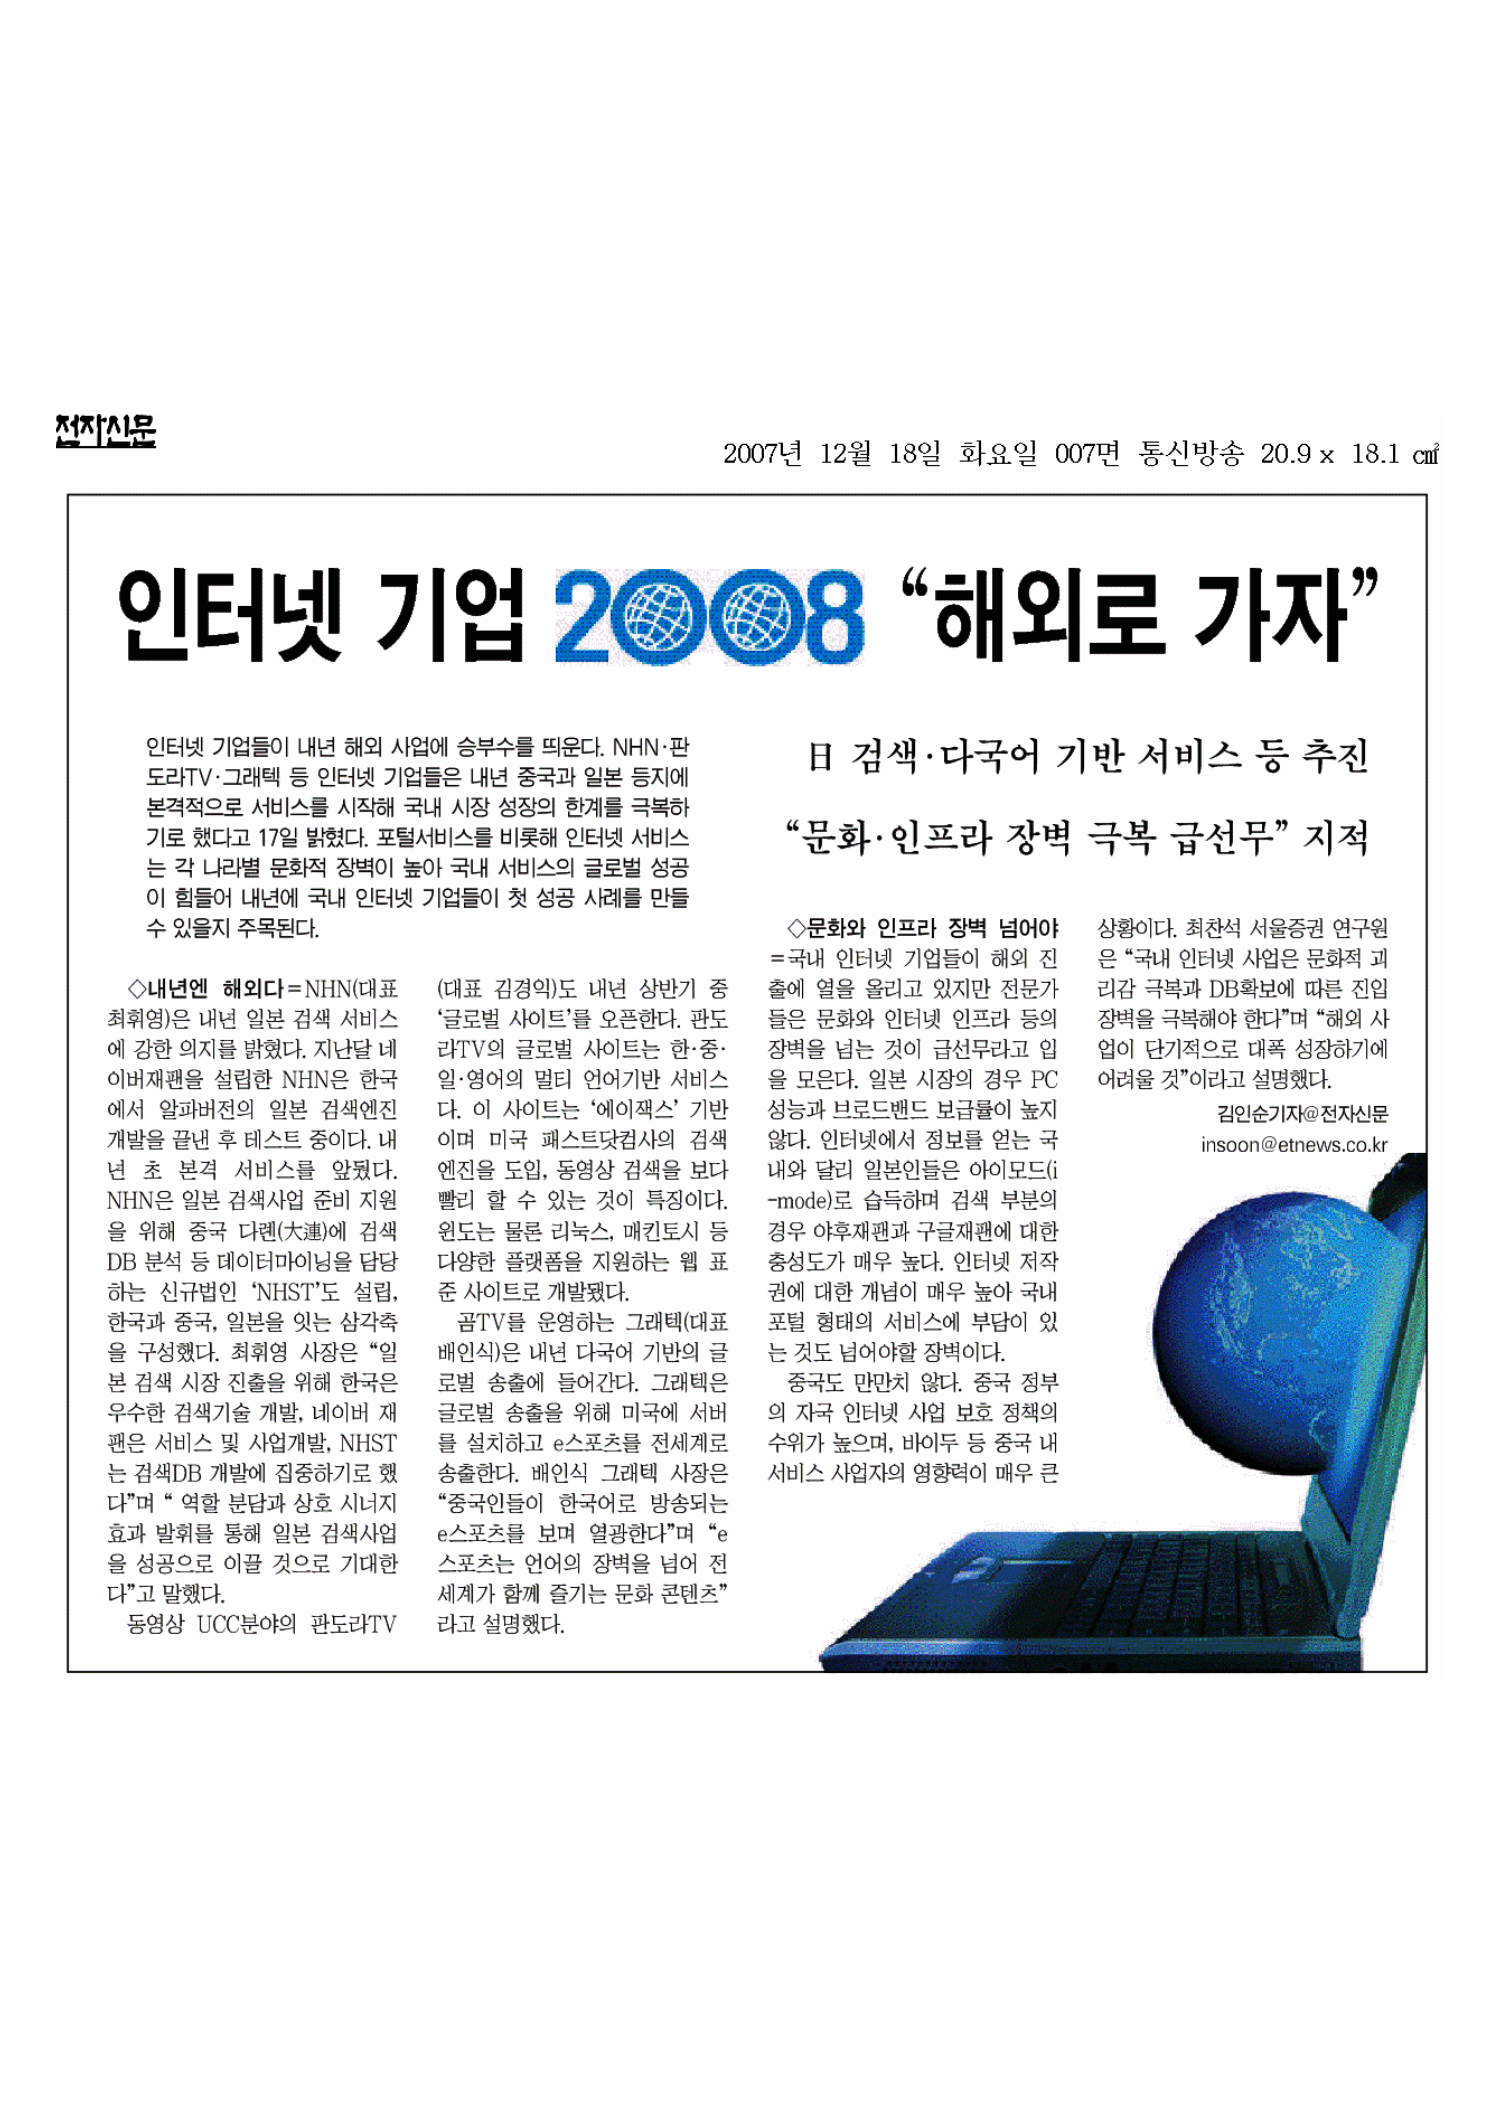 전자신문
2007년 12월 18일 화요일 007면 통신방송 20.9 x 18.1 ㎠
인터넷 기업 2008 “해외로 가자”
인터넷 기업들이 내년 해외 사업에 승부수를 띄운다. NHN·판
도라TV·그래텍 등 인터넷 기업들은 내년 중국과 일본 등지에
본격적으로 서비스를 시작해 국내 시장 성장의 한계를 극복하
기로 했다고 17일 밝혔다. 포털서비스를 비롯해 인터넷 서비스
는 각 나라별 문화적 장벽이 높아 국내 서비스의 글로벌 성공
이 힘들어 내년에 국내 인터넷 기업들이 첫 성공 사례를 만들
수 있을지 주목된다.
日 검색·다국어 기반 서비스 등 추진
“문화·인프라 장벽 극복 급선무” 지적
◇내년엔 해외다=NHN(대표
최휘영)은 내년 일본 검색 서비스
에 강한 의지를 밝혔다. 지난달 네
이버재팬을 설립한 NHN은 한국
에서 알파버전의 일본 검색엔진
개발을 끝낸 후 테스트 중이다. 내
년 초 본격 서비스를 앞뒀다.
NHN은 일본 검색사업 준비 지원
을 위해 중국 다롄(大連)에 검색
DB 분석 등 데이터마이닝을 담당
하는 신규법인 ‘NHST’도 설립,
한국과 중국, 일본을 잇는 삼각축
을 구성했다. 최휘영 사장은 “일
본 검색 시장 진출을 위해 한국은
우수한 검색기술 개발, 네이버 재
팬은 서비스 및 사업개발, NHST
는 검색DB 개발에 집중하기로 했
다”며 “ 역할 분담과 상호 시너지
효과 발휘를 통해 일본 검색사업
을 성공으로 이끌 것으로 기대한
다”고 말했다.
동영상 UCC분야의 판도라TV
(대표 김경익)도 내년 상반기 중
‘글로벌 사이트’를 오픈한다. 판도
라TV의 글로벌 사이트는 한·중·
일·영어의 멀티 언어기반 서비스
다. 이 사이트는 ‘에이잭스’ 기반
이며 미국 패스트닷컴사의 검색
엔진을 도입, 동영상 검색을 보다
빨리 할 수 있는 것이 특징이다.
윈도는 물론 리눅스, 매킨토시 등
다양한 플랫폼을 지원하는 웹 표
준 사이트로 개발됐다.
곰TV를 운영하는 그래텍(대표
배인식)은 내년 다국어 기반의 글
로벌 송출에 들어간다. 그래텍은
글로벌 송출을 위해 미국에 서버
를 설치하고 e스포츠를 전세계로
송출한다. 배인식 그래텍 사장은
“중국인들이 한국어로 방송되는
e스포츠를 보며 열광한다”며 “e
스포츠는 언어의 장벽을 넘어 전
세계가 함께 즐기는 문화 콘텐츠”
라고 설명했다.
◇문화와 인프라 장벽 넘어야
=국내 인터넷 기업들이 해외 진
출에 열을 올리고 있지만 전문가
들은 문화와 인터넷 인프라 등의
장벽을 넘는 것이 급선무라고 입
을 모은다. 일본 시장의 경우 PC
성능과 브로드밴드 보급률이 높지
않다. 인터넷에서 정보를 얻는 국
내와 달리 일본인들은 아이모드(i
-mode)로 습득하며 검색 부분의
경우 야후재팬과 구글재팬에 대한
충성도가 매우 높다. 인터넷 저작
권에 대한 개념이 매우 높아 국내
포털 형태의 서비스에 부담이 있
는 것도 넘어야할 장벽이다.
중국도 만만치 않다. 중국 정부
의 자국 인터넷 사업 보호 정책의
수위가 높으며, 바이두 등 중국 내
서비스 사업자의 영향력이 매우 큰
상황이다. 최찬석 서울증권 연구원
은 “국내 인터넷 사업은 문화적 괴
리감 극복과 DB확보에 따른 진입
장벽을 극복해야 한다”며 “해외 사
업이 단기적으로 대폭 성장하기에
어려울 것”이라고 설명했다.
김인순기자@전자신문
insoon@etnews.co.kr